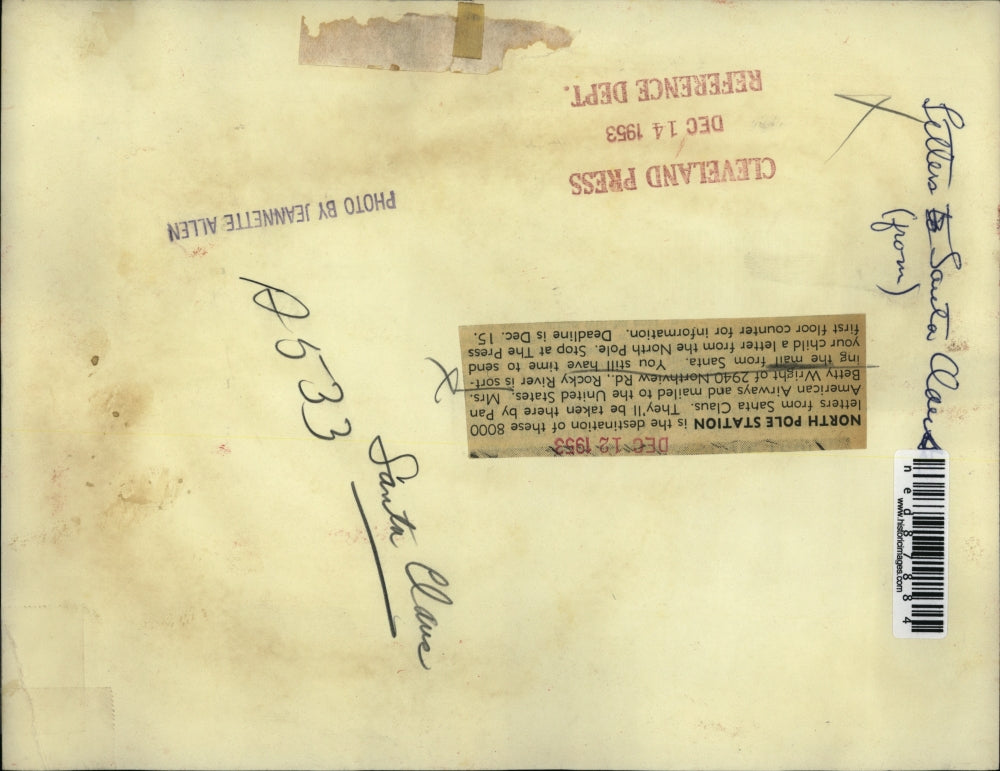 REFERENCE DEPT.
DEC 14 1953
CLEVELAND PRESS
PHOTO BY JEANNETTE ALLEN
Letters to Santa Claus
(from)
A533
Santa Claus
DEC 12 1953
NORTH POLE STATION is the destination of these 8000
letters from Santa Claus. They'll be taken there by Pan
American Airways and mailed to the United States. Mrs.
Betty Wright of 2940 Northview Rd., Rocky River is sort-
ing the mail from Santa. You still have time to send
your child a letter from the North Pole. Stop at The Press
first floor counter for information. Deadline is Dec. 15.
www.historicimages.com
ned87884